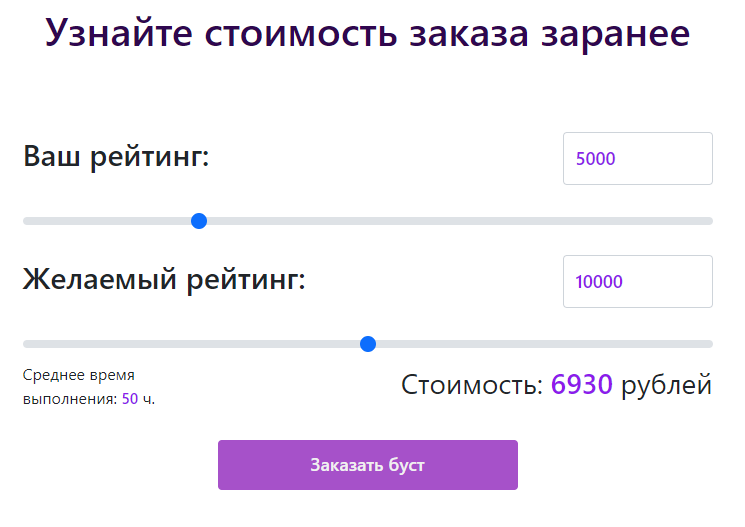 Узнайте стоимость заказа заранее
Ваш рейтинг:
5000
Желаемый рейтинг:
10000
Среднее время
выполнения: 50 ч.
Стоимость: 6930 рублей
Заказать буст